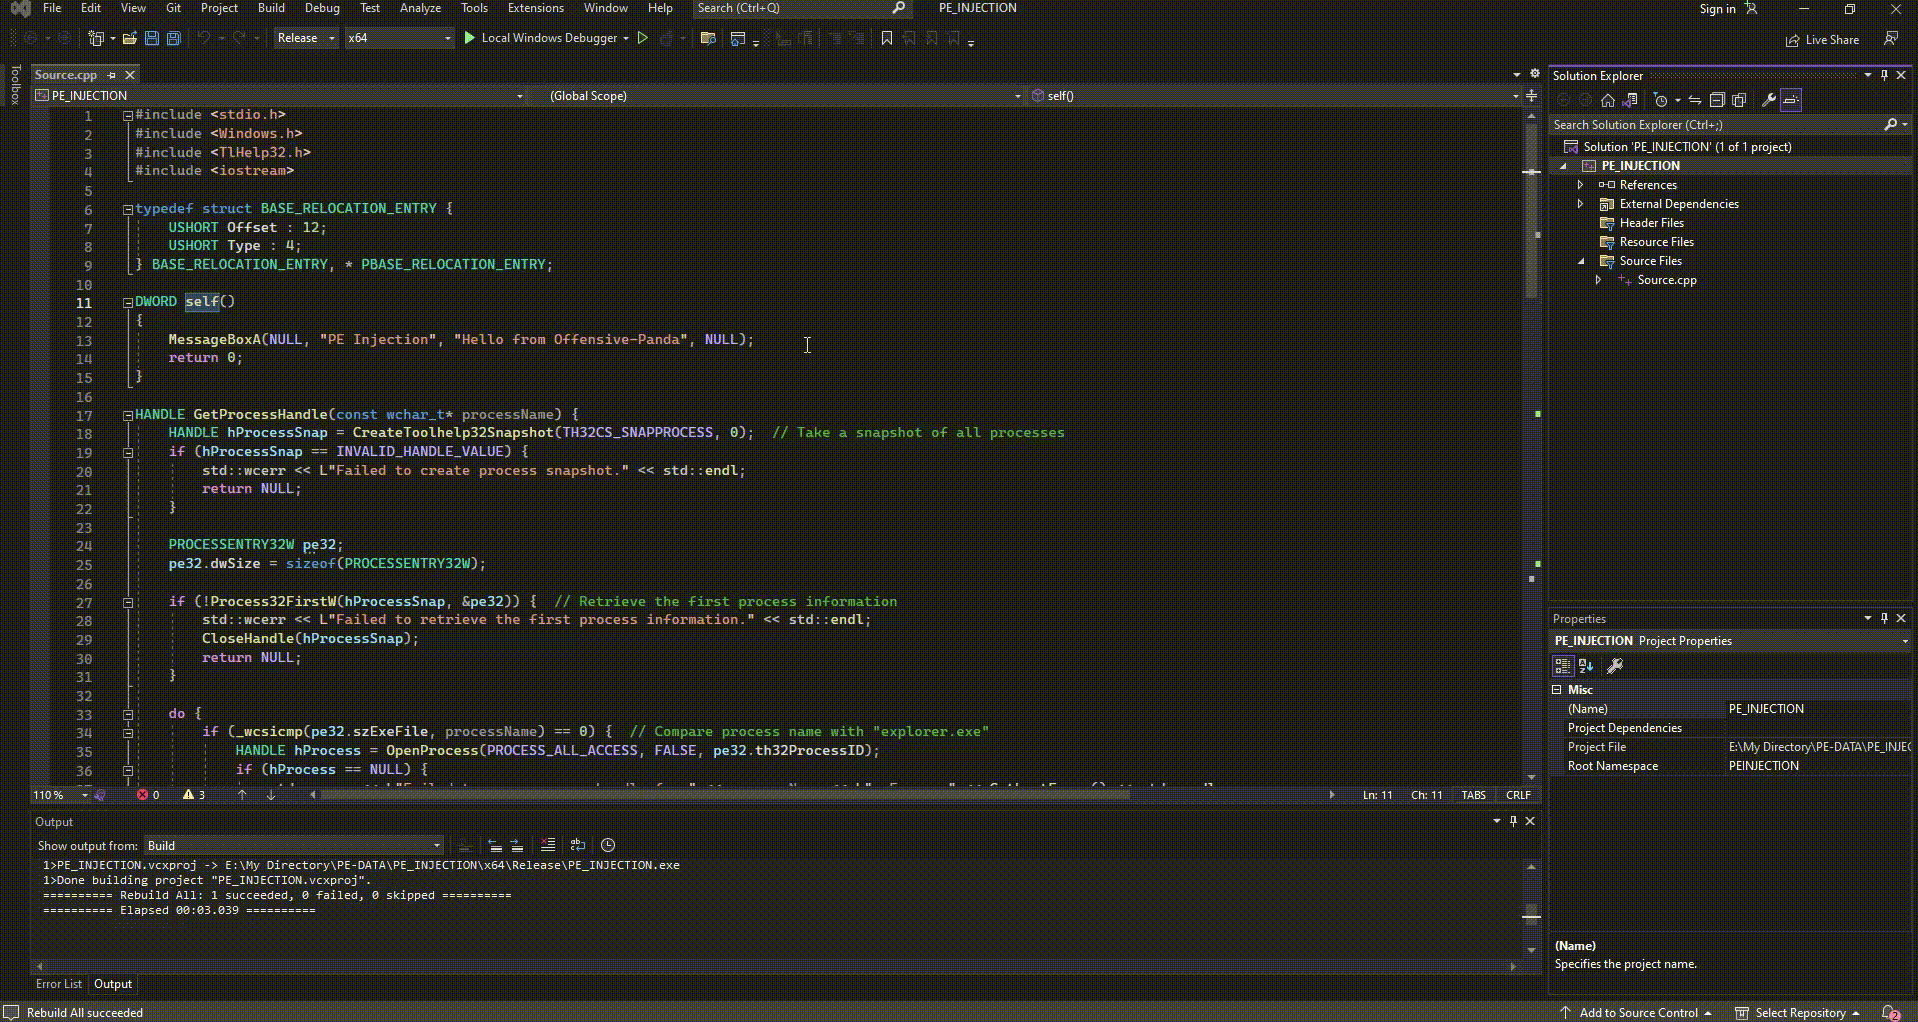 File Edit View Git Project Build Debug Test Analyze Tools Extensions Window Help Search (Ctrl+Q) PE_INJECTION Sign in
Release x64 Local Windows Debugger Live Share
Toolbox
Source.cpp
PE_INJECTION (Global Scope) self()
1 #include <stdio.h>
2 #include <Windows.h>
3 #include <TlHelp32.h>
4 #include <iostream>
5
6 typedef struct BASE_RELOCATION_ENTRY {
7 USHORT Offset : 12;
8 USHORT Type : 4;
9 } BASE_RELOCATION_ENTRY, * PBASE_RELOCATION_ENTRY;
10
11 DWORD self()
12 {
13 MessageBoxA(NULL, "PE Injection", "Hello from Offensive-Panda", NULL);
14 return 0;
15 }
16
17 HANDLE GetProcessHandle(const wchar_t* processName) {
18 HANDLE hProcessSnap = CreateToolhelp32Snapshot(TH32CS_SNAPPROCESS, 0); // Take a snapshot of all processes
19 if (hProcessSnap == INVALID_HANDLE_VALUE) {
20 std::wcerr << L"Failed to create process snapshot." << std::endl;
21 return NULL;
22 }
23
24 PROCESSENTRY32W pe32;
25 pe32.dwSize = sizeof(PROCESSENTRY32W);
26
27 if (!Process32FirstW(hProcessSnap, &pe32)) { // Retrieve the first process information
28 std::wcerr << L"Failed to retrieve the first process information." << std::endl;
29 CloseHandle(hProcessSnap);
30 return NULL;
31 }
32
33 do {
34 if (_wcsicmp(pe32.szExeFile, processName) == 0) { // Compare process name with "explorer.exe"
35 HANDLE hProcess = OpenProcess(PROCESS_ALL_ACCESS, FALSE, pe32.th32ProcessID);
36 if (hProcess == NULL) {
110 % 0 3 Ln: 11 Ch: 11 TABS CRLF
Output
Show output from: Build
1>PE_INJECTION.vcxproj -> E:\My Directory\PE-DATA\PE_INJECTION\x64\Release\PE_INJECTION.exe
1>Done building project "PE_INJECTION.vcxproj".
========== Rebuild All: 1 succeeded, 0 failed, 0 skipped ==========
========== Elapsed 00:03.039 ==========
Error List Output
Solution Explorer
Search Solution Explorer (Ctrl+;)
Solution 'PE_INJECTION' (1 of 1 project)
PE_INJECTION
References
External Dependencies
Header Files
Resource Files
Source Files
Source.cpp
Properties
PE_INJECTION Project Properties
Misc
(Name) PE_INJECTION
Project Dependencies
Project File E:\My Directory\PE-DATA\PE_INJEC
Root Namespace PEINJECTION
(Name)
Specifies the project name.
Rebuild All succeeded Add to Source Control Select Repository 2